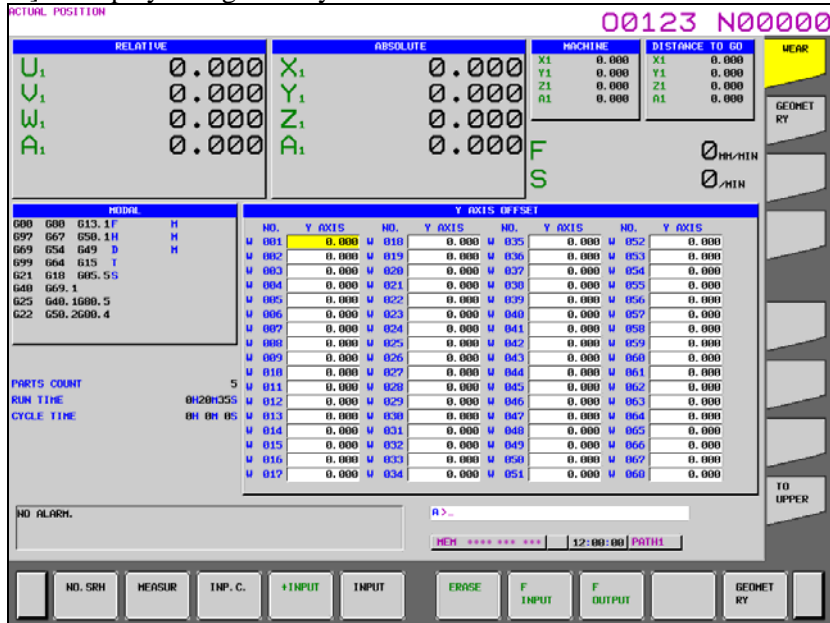 ACTUAL POSITION
O0123 N00000
RELATIVE
U1 0.000
V1 0.000
W1 0.000
A1 0.000
ABSOLUTE
X1 0.000
Y1 0.000
Z1 0.000
A1 0.000
MACHINE
X1 0.000
Y1 0.000
Z1 0.000
A1 0.000
DISTANCE TO GO
X1 0.000
Y1 0.000
Z1 0.000
A1 0.000
F 0 MM/MIN
S 0 /MIN
WEAR
GEOMET
RY
TO
UPPER
MODAL
G00 G80 G13.1 F M
G97 G67 G50.1 H M
G69 G54 G49 D M
G99 G64 G15 T
G21 G18 G05.5 S
G40 G69.1
G25 G40.1 G80.5
G22 G50.2 G00.4
PARTS COUNT 5
RUN TIME 0H20M35S
CYCLE TIME 0H 0M 0S
Y AXIS OFFSET
NO. Y AXIS NO. Y AXIS NO. Y AXIS NO. Y AXIS
W 001 0.000 W 018 0.000 W 035 0.000 W 052 0.000
W 002 0.000 W 019 0.000 W 036 0.000 W 053 0.000
W 003 0.000 W 020 0.000 W 037 0.000 W 054 0.000
W 004 0.000 W 021 0.000 W 038 0.000 W 055 0.000
W 005 0.000 W 022 0.000 W 039 0.000 W 056 0.000
W 006 0.000 W 023 0.000 W 040 0.000 W 057 0.000
W 007 0.000 W 024 0.000 W 041 0.000 W 058 0.000
W 008 0.000 W 025 0.000 W 042 0.000 W 059 0.000
W 009 0.000 W 026 0.000 W 043 0.000 W 060 0.000
W 010 0.000 W 027 0.000 W 044 0.000 W 061 0.000
W 011 0.000 W 028 0.000 W 045 0.000 W 062 0.000
W 012 0.000 W 029 0.000 W 046 0.000 W 063 0.000
W 013 0.000 W 030 0.000 W 047 0.000 W 064 0.000
W 014 0.000 W 031 0.000 W 048 0.000 W 065 0.000
W 015 0.000 W 032 0.000 W 049 0.000 W 066 0.000
W 016 0.000 W 033 0.000 W 050 0.000 W 067 0.000
W 017 0.000 W 034 0.000 W 051 0.000 W 068 0.000
NO ALARM.
A>_
MEM **** *** *** 12:00:00 PATH1
NO.SRH
MEASUR
INP.C.
+INPUT
INPUT
ERASE
F
INPUT
F
OUTPUT
GEOMET
RY